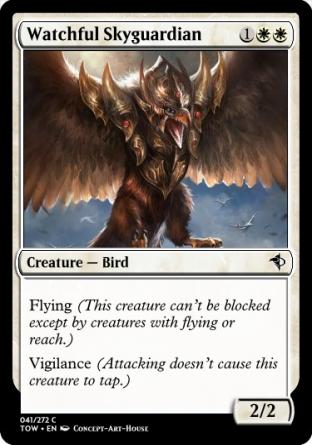 Watchful Skyguardian 1
Creature — Bird
Flying (This creature can't be blocked
except by creatures with flying or
reach.)
Vigilance (Attacking doesn't cause this
creature to tap.)
041/272 C
TOW • EN Concept-Art-House
2/2